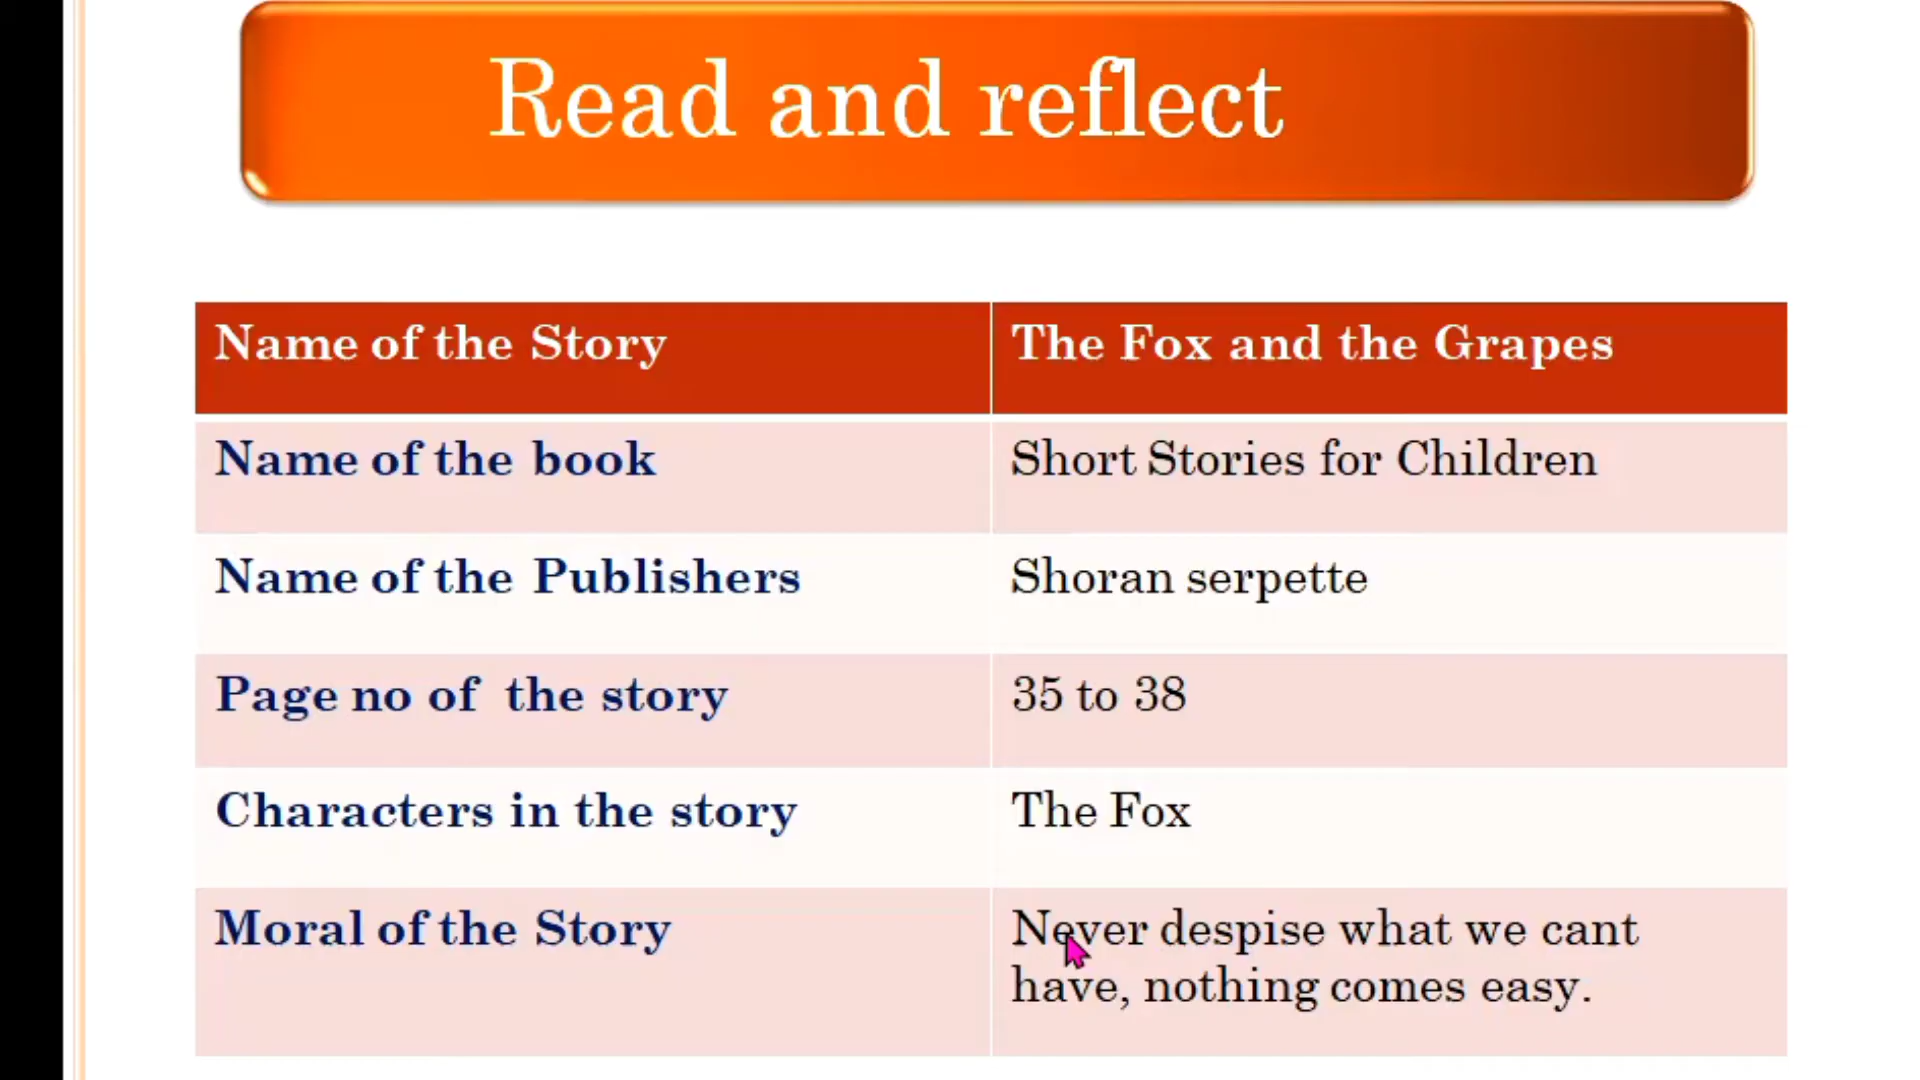 Read and reflect
Name of the Story
The Fox and the Grapes
Name of the book
Short Stories for Children
Name of the Publishers
Shoran serpette
Page no of the story
35 to 38
Characters in the story
The Fox
Moral of the Story
Never despise what we cant
have, nothing comes easy.